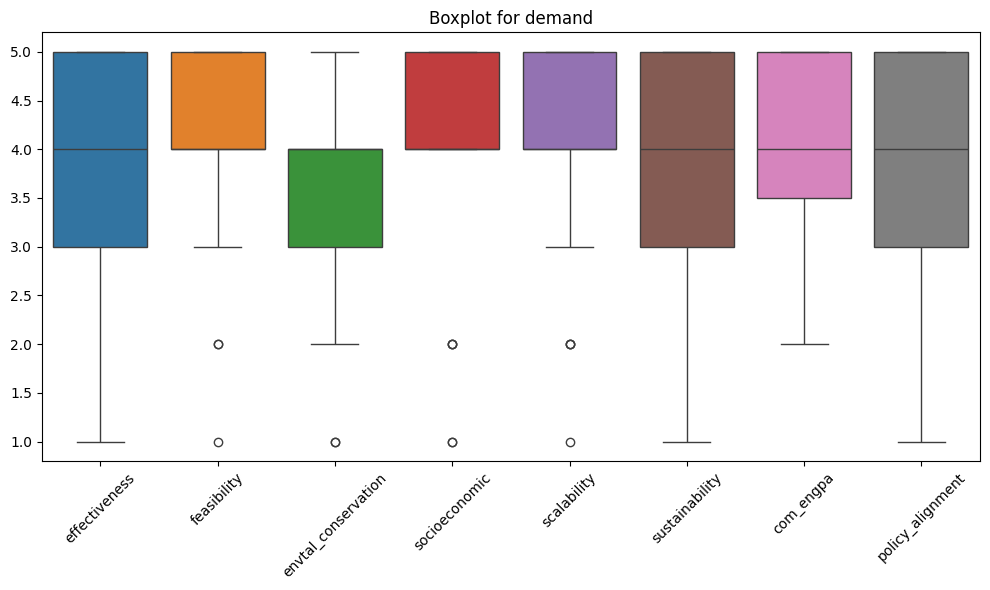 Boxplot for demand
5.0
4.5
4.0
3.5
3.0
2.5
2.0
1.5
1.0
effectiveness
feasibility
envtal_conservation
socioeconomic
scalability
sustainability
com_engpa
policy_alignment